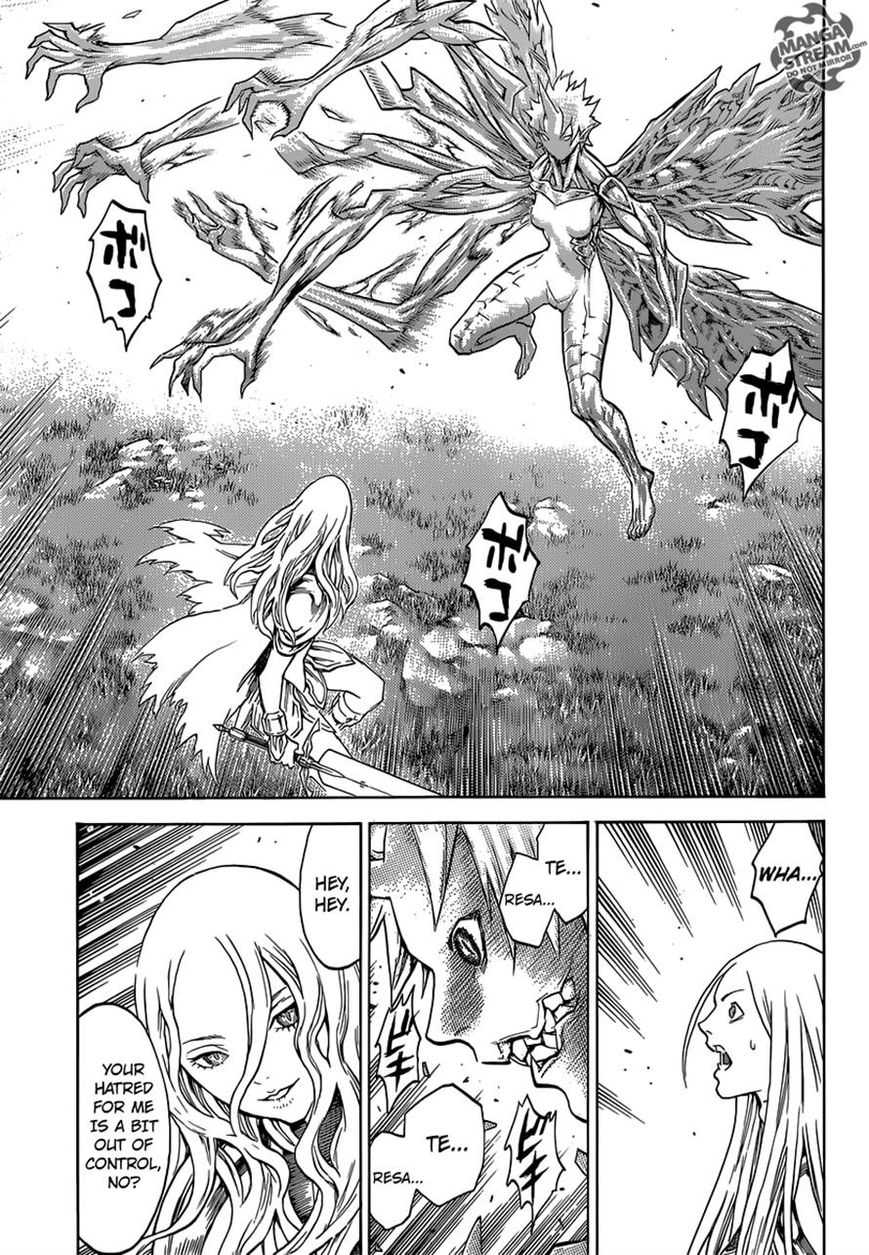 MANGA
STREAM.com
DO NOT MIRROR
ボコ
ボコ
ボコ
WHA...
TE...
RESA...
ビキ
ビキ
TE...
RESA...
HEY,
HEY.
YOUR
HATRED
FOR ME
IS A BIT
OUT OF
CONTROL,
NO?